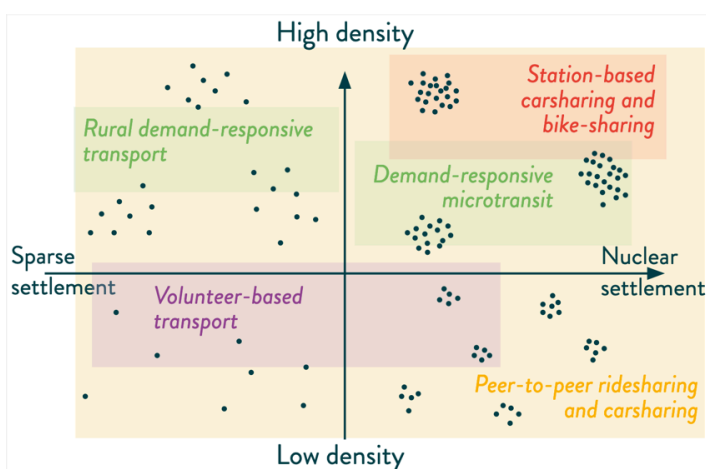 High density
Station-based
carsharing and
bike-sharing
Rural demand-responsive
transport
Demand-responsive
microtransit
Sparse
settlement
Nuclear
settlement
Volunteer-based
transport
Peer-to-peer ridesharing
and carsharing
Low density